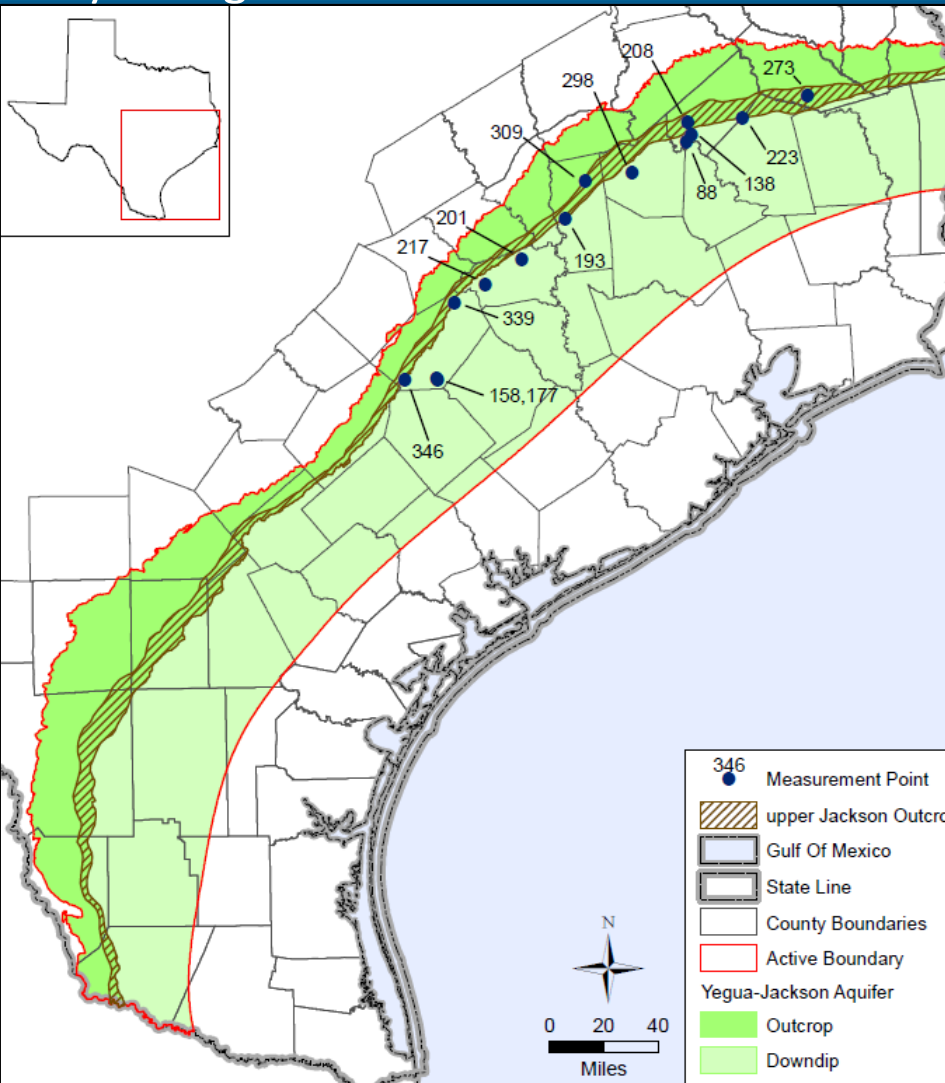 208
273
298
309
223
138
88
201
217
193
339
158,177
346
346
Measurement Point
upper Jackson Outcro
Gulf Of Mexico
State Line
County Boundaries
Active Boundary
Yegua-Jackson Aquifer
Outcrop
Downdip
N
0 20 40
Miles